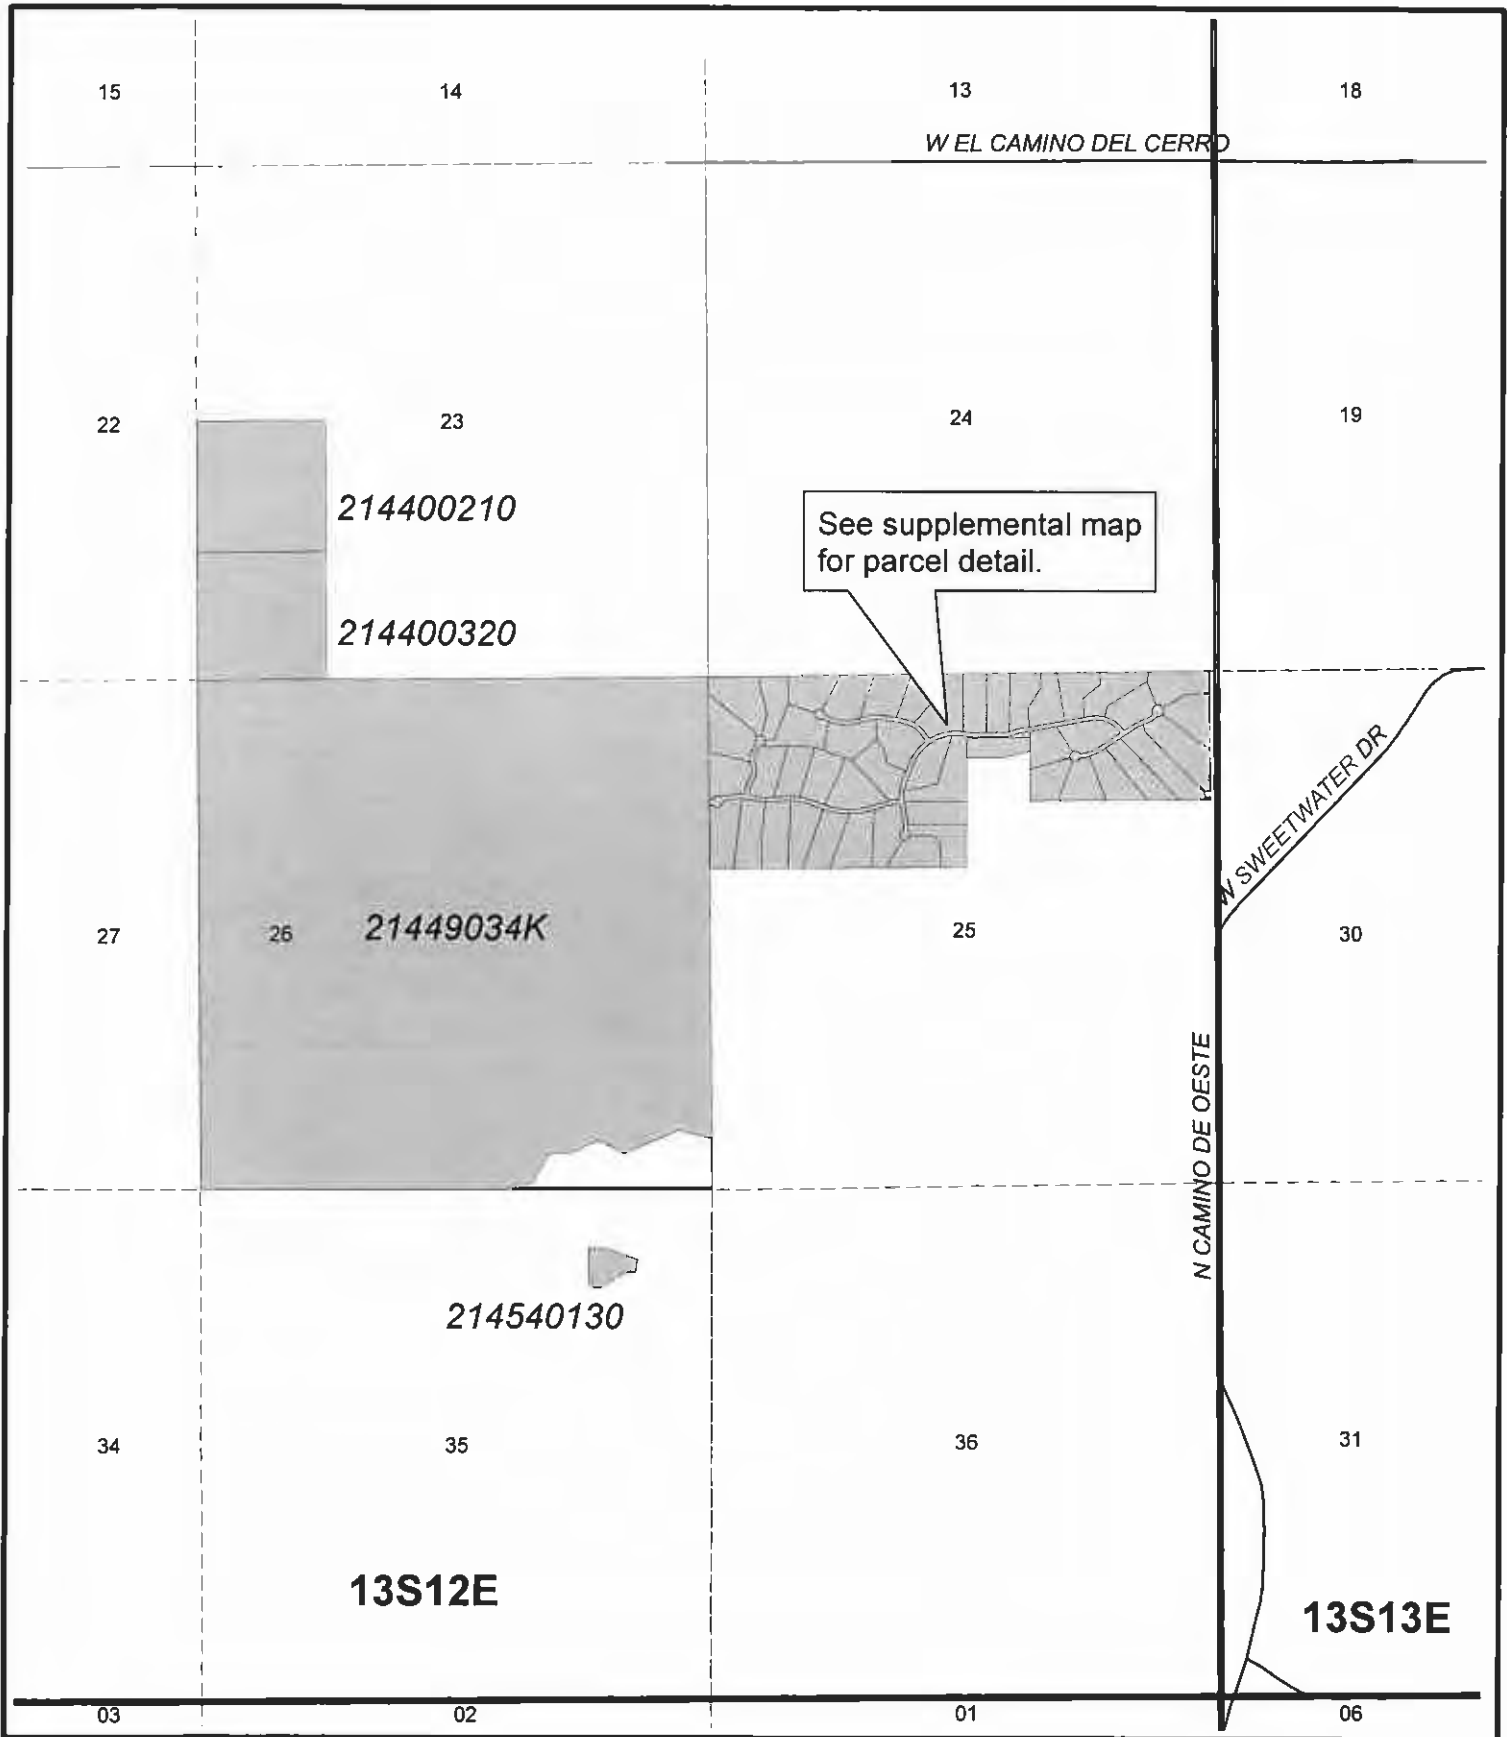 15
14
13
18
W EL CAMINO DEL CERRO
22
23
24
19
214400210
See supplemental map
for parcel detail.
214400320
W SWEETWATER DR
27
26
21449034K
25
30
N CAMINO DE OESTE
214540130
34
35
36
31
13S12E
13S13E
03
02
01
06